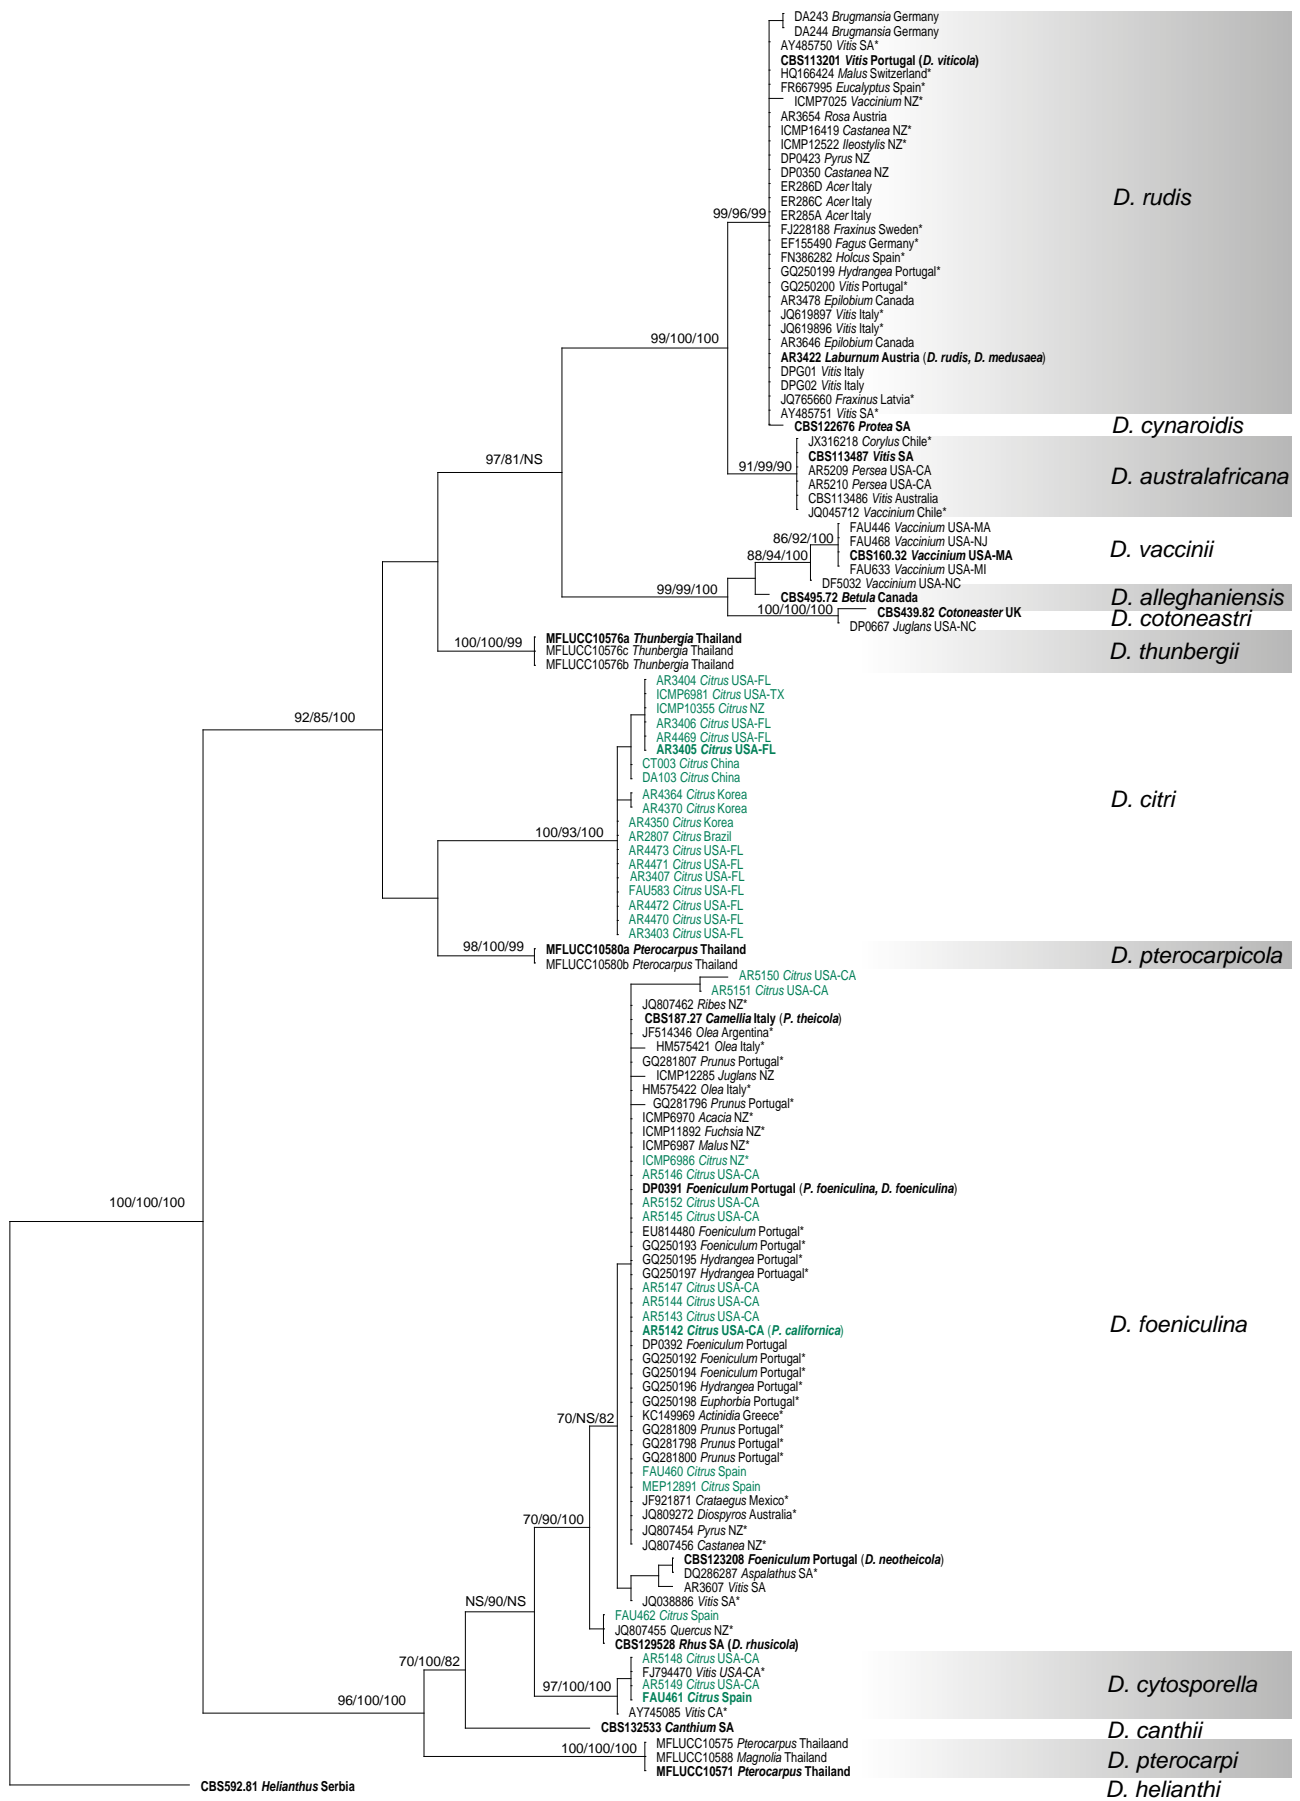 DA243 Brugmansia Germany
DA244 Brugmansia Germany
AY485750 Vitis SA*
CBS113201 Vitis Portugal (D. viticola)
HQ166424 Malus Switzerland*
FR667995 Eucalyptus Spain*
ICMP7025 Vaccinium NZ*
AR3654 Rosa Austria
ICMP16419 Castanea NZ*
ICMP12522 Ileostylis NZ*
DP0423 Pyrus NZ
DP0350 Castanea NZ
ER286D Acer Italy
D. rudis
ER286C Acer Italy
99/96/99
ER285A Acer Italy
FJ228188 Fraxinus Sweden*
EF155490 Fagus Germany*
FN386282 Holcus Spain*
GQ250199 Hydrangea Portugal*
GQ250200 Vitis Portugal*
AR3478 Epilobium Canada
JQ619897 Vitis Italy*
JQ619896 Vitis Italy*
99/100/100
AR3646 Epilobium Canada
AR3422 Laburnum Austria (D. rudis, D. medusaea)
DPG01 Vitis Italy
DPG02 Vitis Italy
JQ765660 Fraxinus Latvia*
AY485751 Vitis SA*
CBS122676 Protea SA
D. cynaroidis
JX316218 Corylus Chile*
97/81/NS
CBS113487 Vitis SA
91/99/90
AR5209 Persea USA-CA
D. australafricana
AR5210 Persea USA-CA
CBS113486 Vitis Australia
JQ045712 Vaccinium Chile*
FAU446 Vaccinium USA-MA
86/92/100
FAU468 Vaccinium USA-NJ
D. vaccinii
88/94/100
CBS160.32 Vaccinium USA-MA
FAU633 Vaccinium USA-MI
DF5032 Vaccinium USA-NC
99/99/100
CBS495.72 Betula Canada
D. alleghaniensis
100/100/100
CBS439.82 Cotoneaster UK
D. cotoneastri
DP0667 Juglans USA-NC
100/100/99
MFLUCC10576a Thunbergia Thailand
MFLUCC10576c Thunbergia Thailand
D. thunbergii
MFLUCC10576b Thunbergia Thailand
AR3404 Citrus USA-FL
ICMP6981 Citrus USA-TX
ICMP10355 Citrus NZ
92/85/100
AR3406 Citrus USA-FL
AR4469 Citrus USA-FL
AR3405 Citrus USA-FL
CT003 Citrus China
DA103 Citrus China
AR4364 Citrus Korea
D. citri
AR4370 Citrus Korea
AR4350 Citrus Korea
100/93/100
AR2807 Citrus Brazil
AR4473 Citrus USA-FL
AR4471 Citrus USA-FL
AR3407 Citrus USA-FL
FAU583 Citrus USA-FL
AR4472 Citrus USA-FL
AR4470 Citrus USA-FL
AR3403 Citrus USA-FL
98/100/99
MFLUCC10580a Pterocarpus Thailand
D. pterocarpicola
MFLUCC10580b Pterocarpus Thailand
AR5150 Citrus USA-CA
AR5151 Citrus USA-CA
JQ807462 Ribes NZ*
CBS187.27 Camellia Italy (P. theicola)
JF514346 Olea Argentina*
HM575421 Olea Italy*
GQ281807 Prunus Portugal*
ICMP12285 Juglans NZ
HM575422 Olea Italy*
GQ281796 Prunus Portugal*
ICMP6970 Acacia NZ*
ICMP11892 Fuchsia NZ*
ICMP6987 Malus NZ*
ICMP6986 Citrus NZ*
AR5146 Citrus USA-CA
DP0391 Foeniculum Portugal (P. foeniculina, D. foeniculina)
100/100/100
AR5152 Citrus USA-CA
AR5145 Citrus USA-CA
EU814480 Foeniculum Portugal*
GQ250193 Foeniculum Portugal*
GQ250195 Hydrangea Portugal*
GQ250197 Hydrangea Portuagal*
AR5147 Citrus USA-CA
AR5144 Citrus USA-CA
AR5143 Citrus USA-CA
D. foeniculina
AR5142 Citrus USA-CA (P. californica)
DP0392 Foeniculum Portugal
GQ250192 Foeniculum Portugal*
GQ250194 Foeniculum Portugal*
GQ250196 Hydrangea Portugal*
GQ250198 Euphorbia Portugal*
70/NS/82
KC149969 Actinidia Greece*
GQ281809 Prunus Portugal*
GQ281798 Prunus Portugal*
GQ281800 Prunus Portugal*
FAU460 Citrus Spain
MEP12891 Citrus Spain
JF921871 Crataegus Mexico*
JQ809272 Diospyros Australia*
70/90/100
JQ807454 Pyrus NZ*
JQ807456 Castanea NZ*
CBS123208 Foeniculum Portugal (D. neotheicola)
DQ286287 Aspalathus SA*
AR3607 Vitis SA
NS/90/NS
JQ038886 Vitis SA*
FAU462 Citrus Spain
JQ807455 Quercus NZ*
CBS129528 Rhus SA (D. rhusicola)
70/100/82
AR5148 Citrus USA-CA
FJ794470 Vitis USA-CA*
97/100/100
AR5149 Citrus USA-CA
D. cytosporella
96/100/100
FAU461 Citrus Spain
AY745085 Vitis CA*
CBS132533 Canthium SA
D. canthii
MFLUCC10575 Pterocarpus Thailaand
100/100/100
MFLUCC10588 Magnolia Thailand
D. pterocarpi
MFLUCC10571 Pterocarpus Thailand
CBS592.81 Helianthus Serbia
D. helianthi